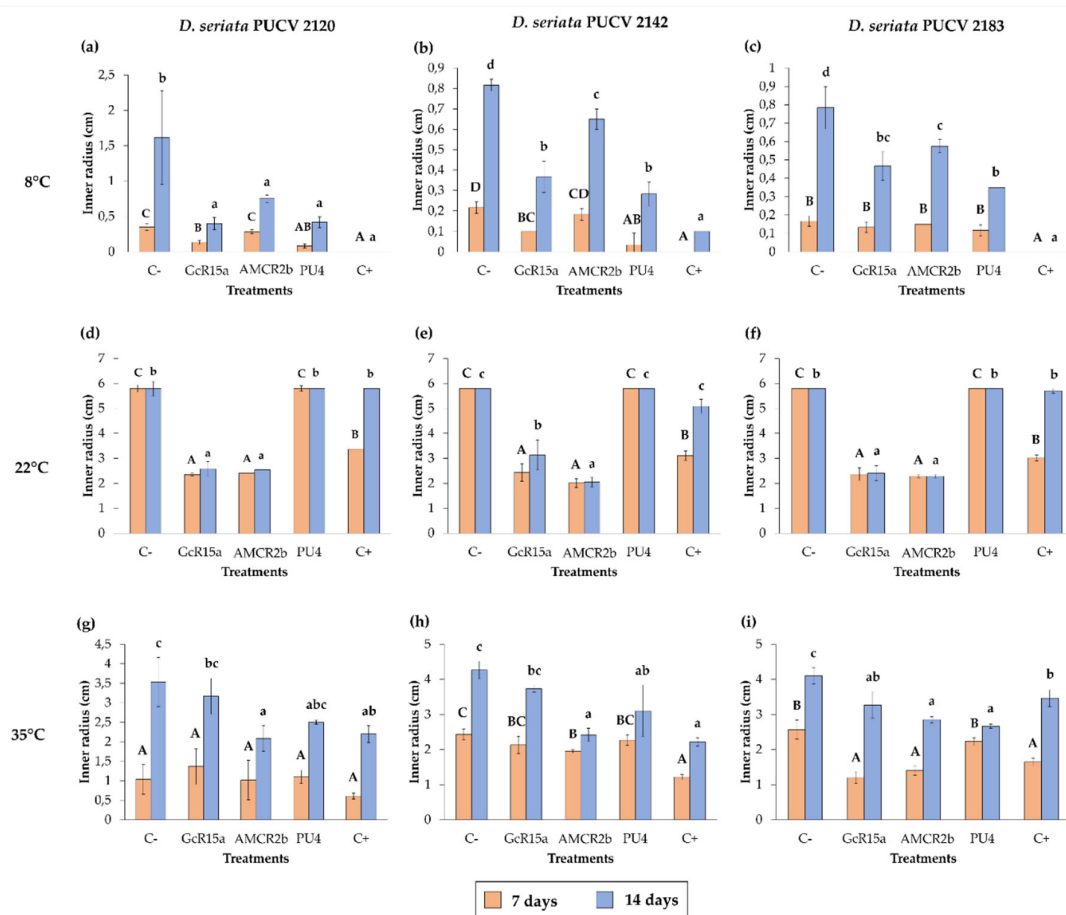 D. seriata PUCV 2120
D. seriata PUCV 2142
D. seriata PUCV 2183
8°C
(a)
Inner radius (cm)
2,5
2
1,5
1
0,5
0
C b
B a
C a
AB a
A a
C- GcR15a AMCR2b PU4 C+
Treatments
(b)
Inner radius (cm)
0,9
0,8
0,7
0,6
0,5
0,4
0,3
0,2
0,1
0
D d
BC b
CD c
AB b
A a
C- GcR15a AMCR2b PU4 C+
Treatments
(c)
Inner radius (cm)
1
0,9
0,8
0,7
0,6
0,5
0,4
0,3
0,2
0,1
0
B d
B bc
B c
B b
A a
C- GcR15a AMCR2b PU4 C+
Treatments
22°C
(d)
Inner radius (cm)
7
6
5
4
3
2
1
0
C b
A a
A a
C b
B b
C- GcR15a AMCR2b PU4 C+
Treatments
(e)
Inner radius (cm)
7
6
5
4
3
2
1
0
C c
A b
A a
C c
B c
C- GcR15a AMCR2b PU4 C+
Treatments
(f)
Inner radius (cm)
7
6
5
4
3
2
1
0
C b
A a
A a
C b
B b
C- GcR15a AMCR2b PU4 C+
Treatments
35°C
(g)
Inner radius (cm)
4,5
4
3,5
3
2,5
2
1,5
1
0,5
0
A c
A bc
A a
A abc
A ab
C- GcR15a AMCR2b PU4 C+
Treatments
(h)
Inner radius (cm)
5
4
3
2
1
0
C c
BC bc
B a
BC ab
A a
C- GcR15a AMCR2b PU4 C+
Treatments
(i)
Inner radius (cm)
5
4
3
2
1
0
B c
A ab
A a
B a
A b
C- GcR15a AMCR2b PU4 C+
Treatments
7 days 14 days